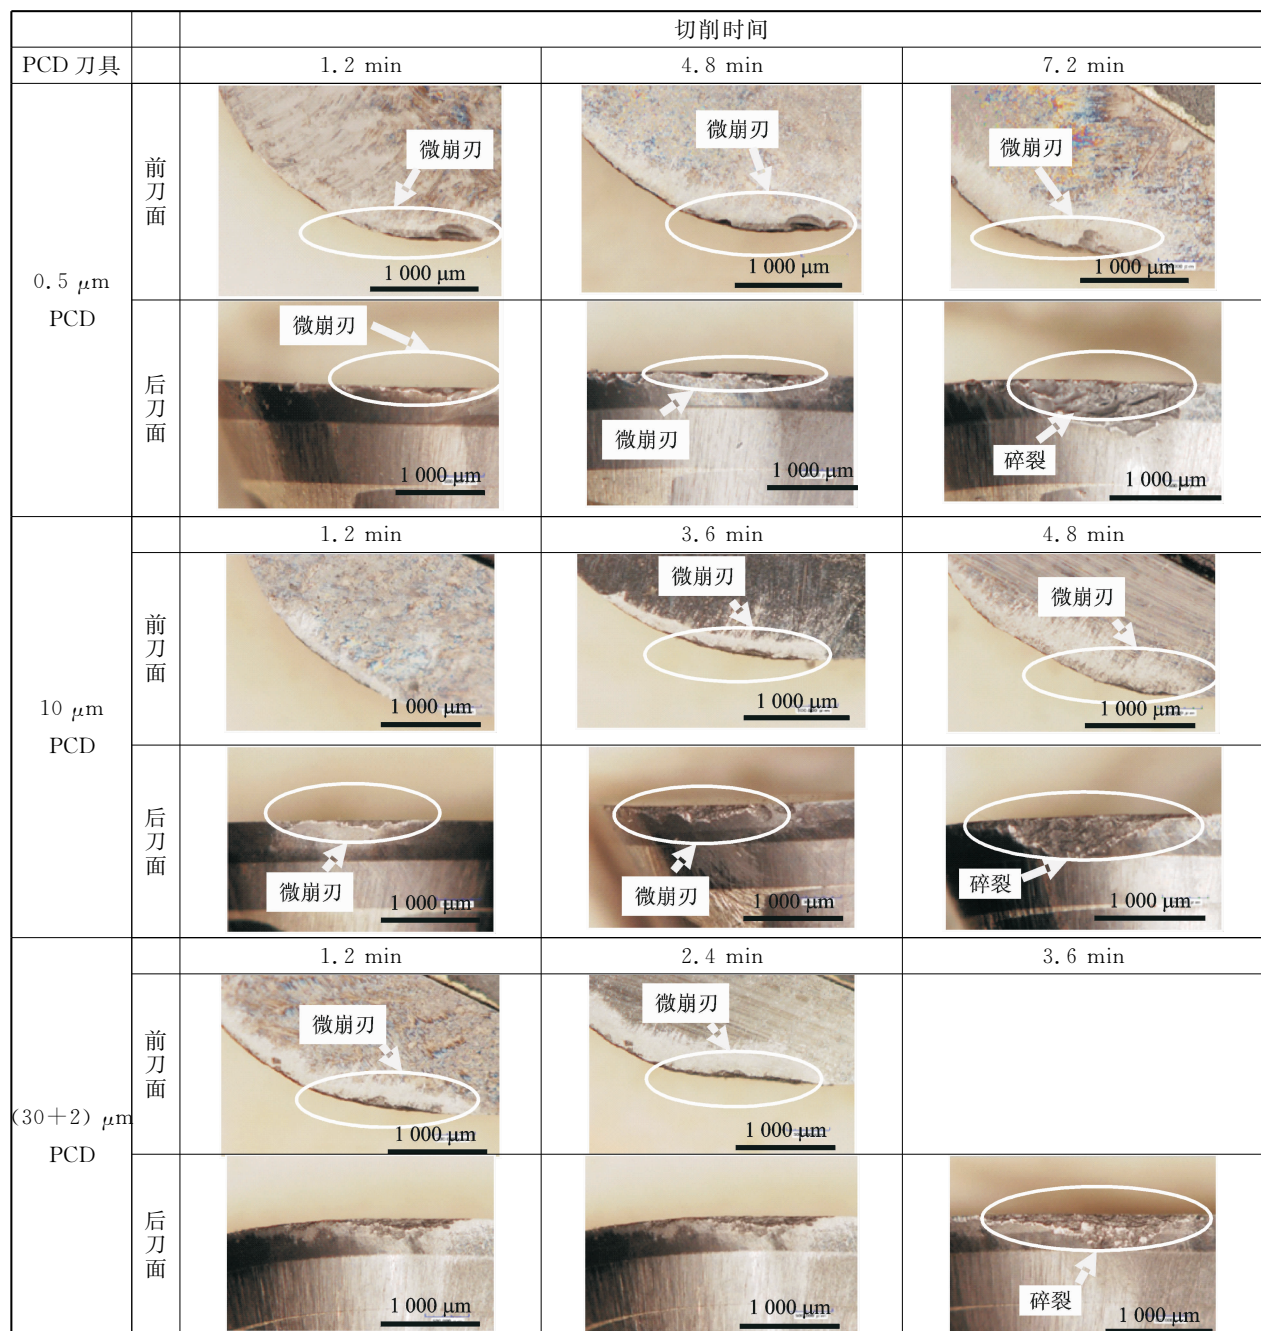 切削时间
PCD 刀具
1.2 min
4.8 min
7.2 min
0.5 μm
PCD
前刀面
微崩刃
1 000 μm
微崩刃
1 000 μm
微崩刃
1 000 μm
后刀面
微崩刃
1 000 μm
微崩刃
1 000 μm
碎裂
1 000 μm
1.2 min
3.6 min
4.8 min
10 μm
PCD
前刀面
1 000 μm
微崩刃
1 000 μm
微崩刃
1 000 μm
后刀面
微崩刃
1 000 μm
微崩刃
1 000 μm
碎裂
1 000 μm
1.2 min
2.4 min
3.6 min
(30+2) μm
PCD
前刀面
微崩刃
1 000 μm
微崩刃
1 000 μm
后刀面
1 000 μm
1 000 μm
碎裂
1 000 μm